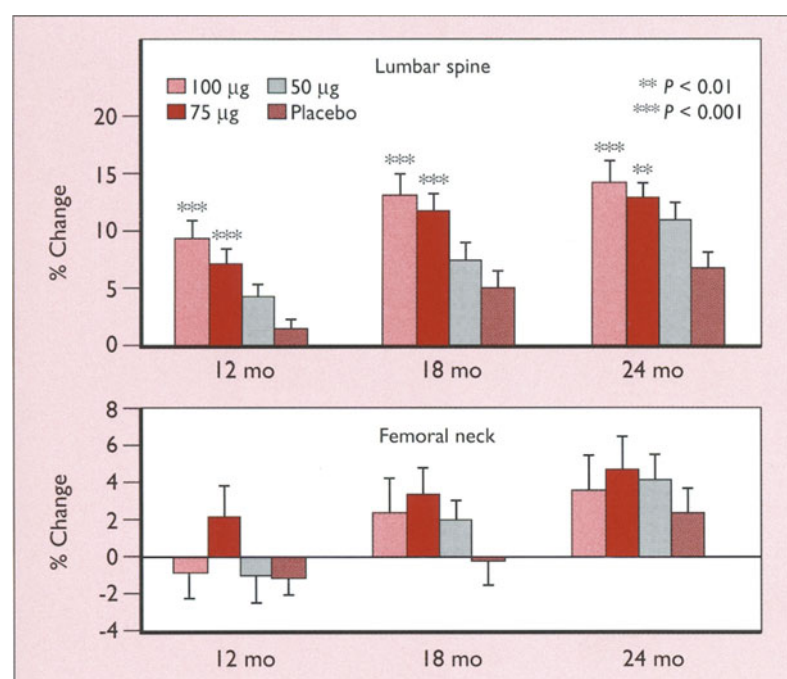 Lumbar spine
100 µg 50 µg ** P < 0.01
75 µg Placebo *** P < 0.001
20
15
10
5
0
% Change
*** ***
*** ***
*** **
12 mo 18 mo 24 mo
Femoral neck
8
6
4
2
0
-2
-4
% Change
12 mo 18 mo 24 mo